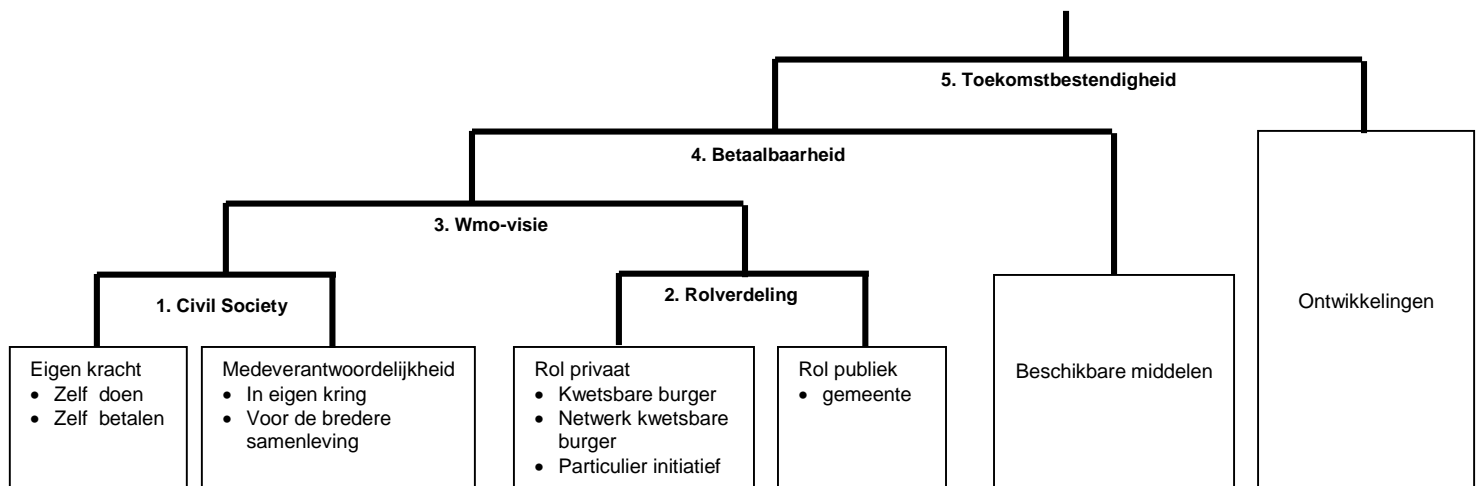 5. Toekomstbestendigheid
4. Betaalbaarheid
3. Wmo-visie
1. Civil Society
2. Rolverdeling
Eigen kracht
• Zelf doen
• Zelf betalen
Medeverantwoordelijkheid
• In eigen kring
• Voor de bredere
samenleving
Rol privaat
• Kwetsbare burger
• Netwerk kwetsbare
burger
• Particulier initiatief
Rol publiek
• gemeente
Beschikbare middelen
Ontwikkelingen